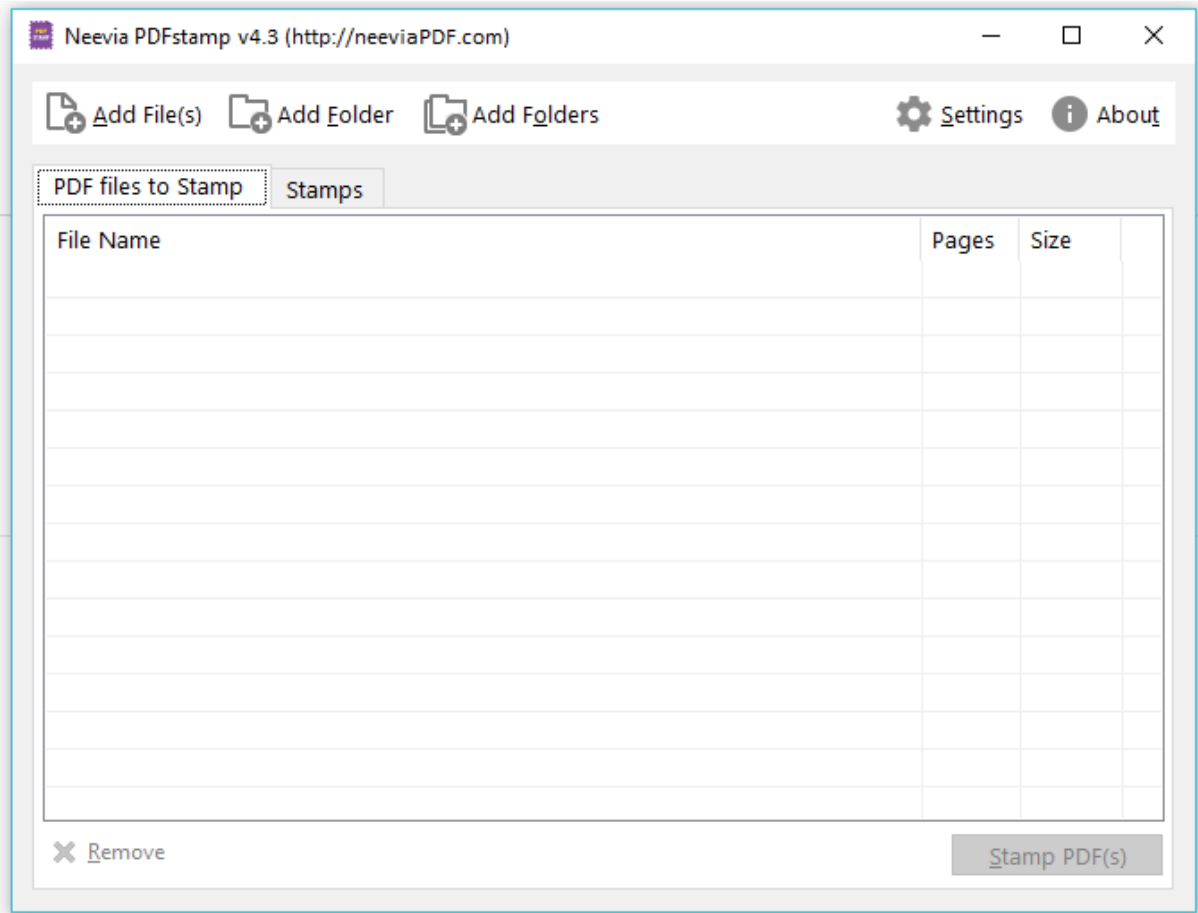 Neevia PDFstamp v4.3 (http://neeviaPDF.com)
Add File(s) Add Folder Add Folders Settings About
PDF files to Stamp Stamps
File Name Pages Size
Remove Stamp PDF(s)